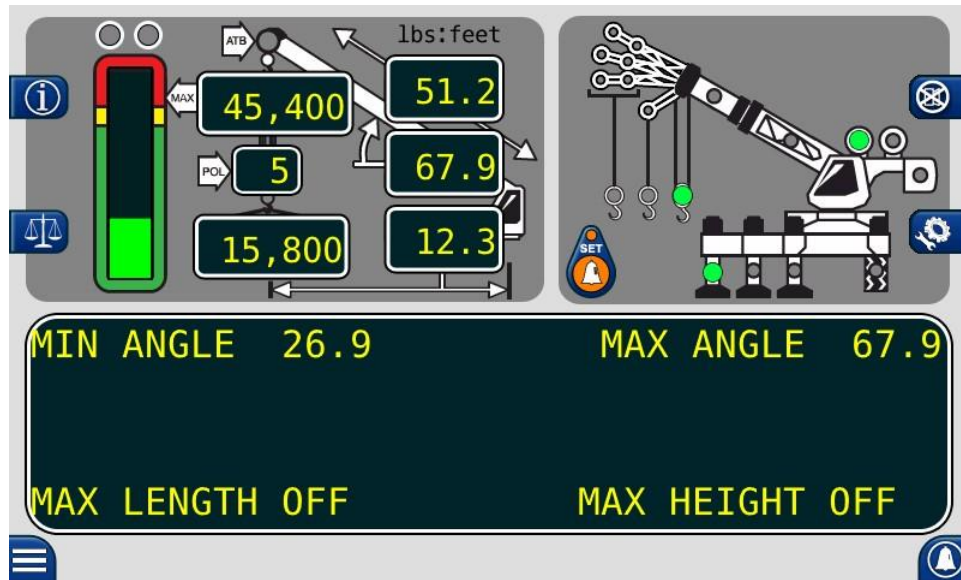 ATB
lbs:feet
MAX
45,400
51.2
POL
5
67.9
15,800
12.3
SET
MIN ANGLE 26.9
MAX ANGLE 67.9
MAX LENGTH OFF
MAX HEIGHT OFF